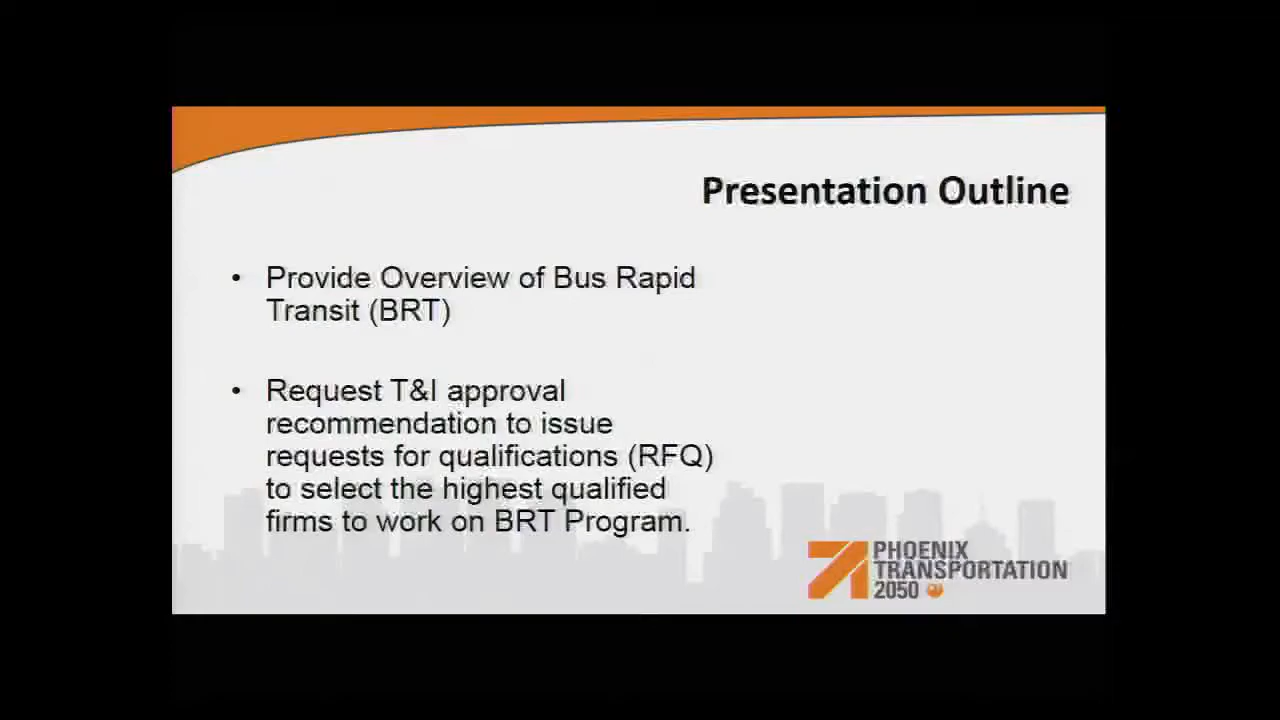 Presentation Outline
• Provide Overview of Bus Rapid
Transit (BRT)
• Request T&I approval
recommendation to issue
requests for qualifications (RFQ)
to select the highest qualified
firms to work on BRT Program.
PHOENIX
TRANSPORTATION
2050